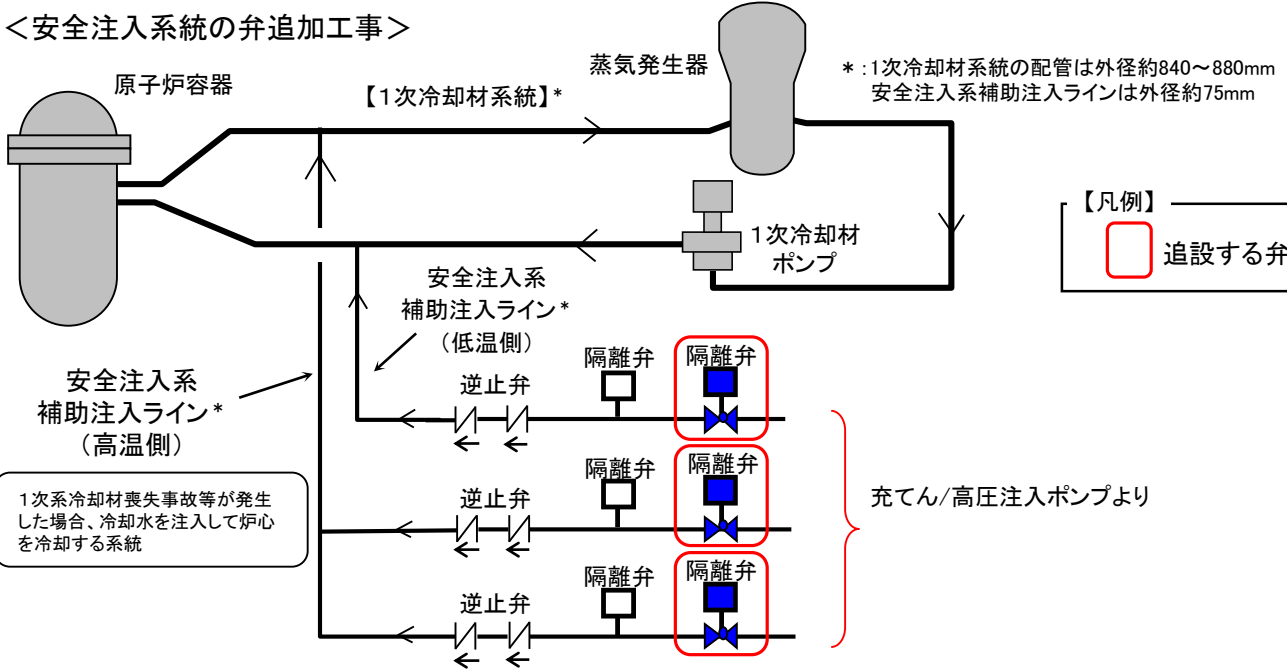 <安全注入系統の弁追加工事>
原子炉容器
【1次冷却材系統】*
蒸気発生器
* :1次冷却材系統の配管は外径約840~880mm
安全注入系補助注入ラインは外径約75mm
【凡例】
追設する弁
1次冷却材
ポンプ
安全注入系
補助注入ライン*
(低温側)
安全注入系
補助注入ライン*
(高温側)
1次系冷却材喪失事故等が発生
した場合、冷却水を注入して炉心
を冷却する系統
逆止弁
隔離弁
隔離弁
逆止弁
隔離弁
隔離弁
逆止弁
隔離弁
隔離弁
充てん/高圧注入ポンプより